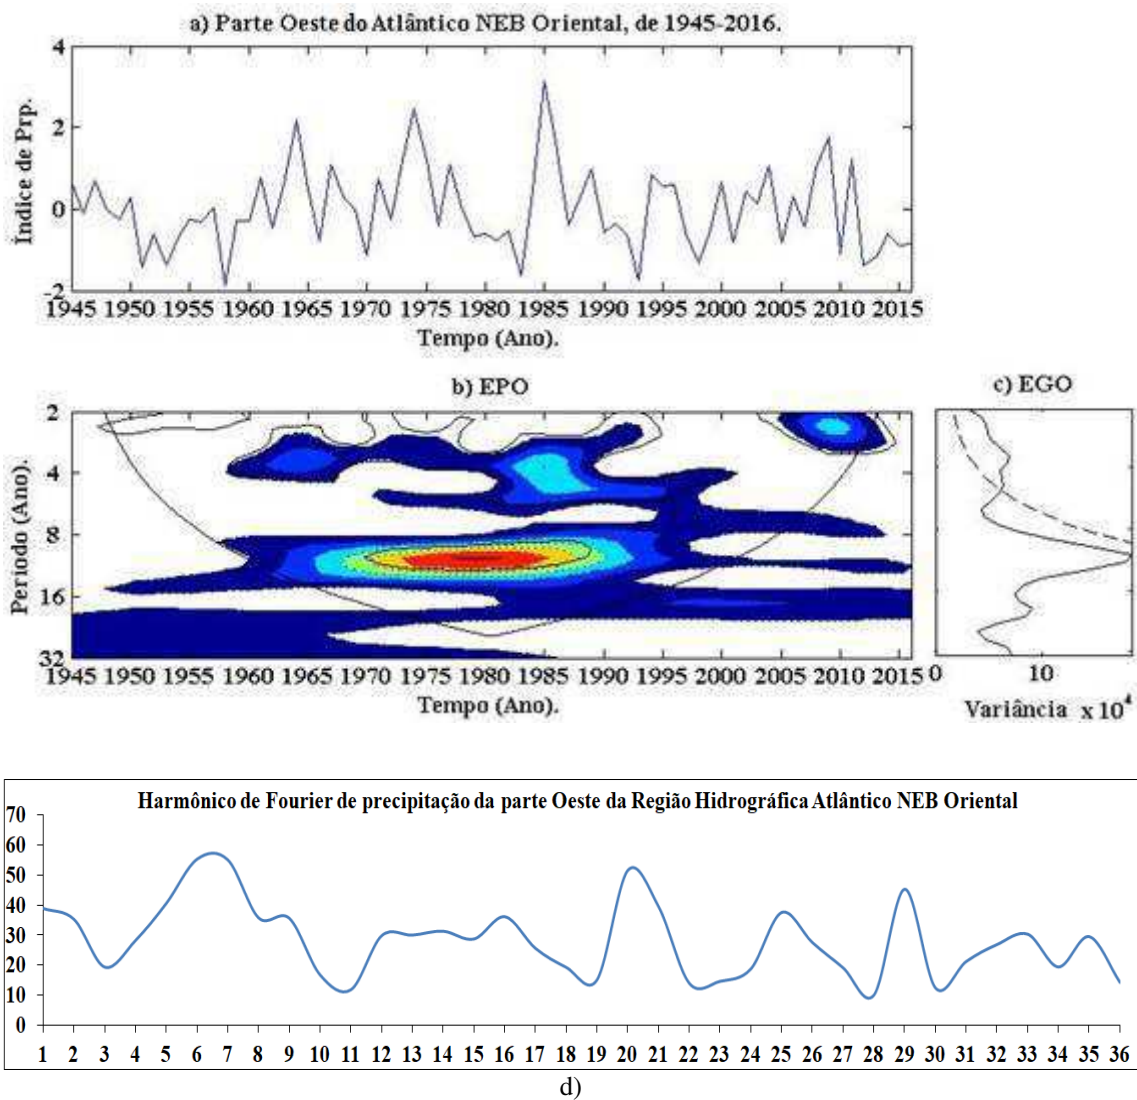 a) Parte Oeste do Atlântico NEB Oriental, de 1945-2016.
4
2
0
-2
Índice de Prp.
1945 1950 1955 1960 1965 1970 1975 1980 1985 1990 1995 2000 2005 2010 2015
Tempo (Ano).
b) EPO
2
4
8
16
32
Periodo (Ano).
1945 1950 1955 1960 1965 1970 1975 1980 1985 1990 1995 2000 2005 2010 2015
Tempo (Ano).
c) EGO
0 10
Variância x 10⁴
Harmônico de Fourier de precipitação da parte Oeste da Região Hidrográfica Atlântico NEB Oriental
70
60
50
40
30
20
10
0
1 2 3 4 5 6 7 8 9 10 11 12 13 14 15 16 17 18 19 20 21 22 23 24 25 26 27 28 29 30 31 32 33 34 35 36
d)